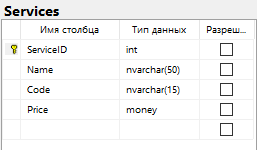 Services
Имя столбца Тип данных Разреш...
ServiceID int
Name nvarchar(50)
Code nvarchar(15)
Price money